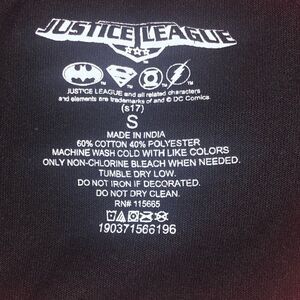 JUSTICE LEAGUE
JUSTICE LEAGUE and all related characters
and elements are trademarks of and © DC Comics.
(s17)
S
MADE IN INDIA
60% COTTON 40% POLYESTER
MACHINE WASH COLD WITH LIKE COLORS
ONLY NON-CHLORINE BLEACH WHEN NEEDED.
TUMBLE DRY LOW.
DO NOT IRON IF DECORATED.
DO NOT DRY CLEAN.
RN# 115665
190371566196